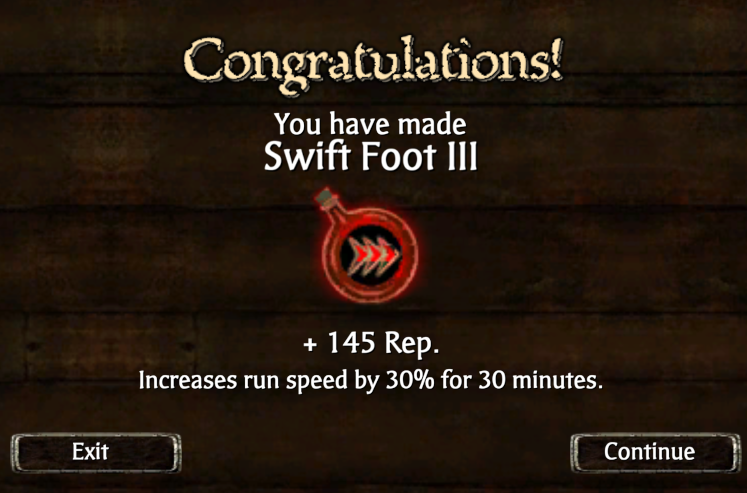 Congratulations!
You have made
Swift Foot III
+ 145 Rep.
Increases run speed by 30% for 30 minutes.
Exit
Continue